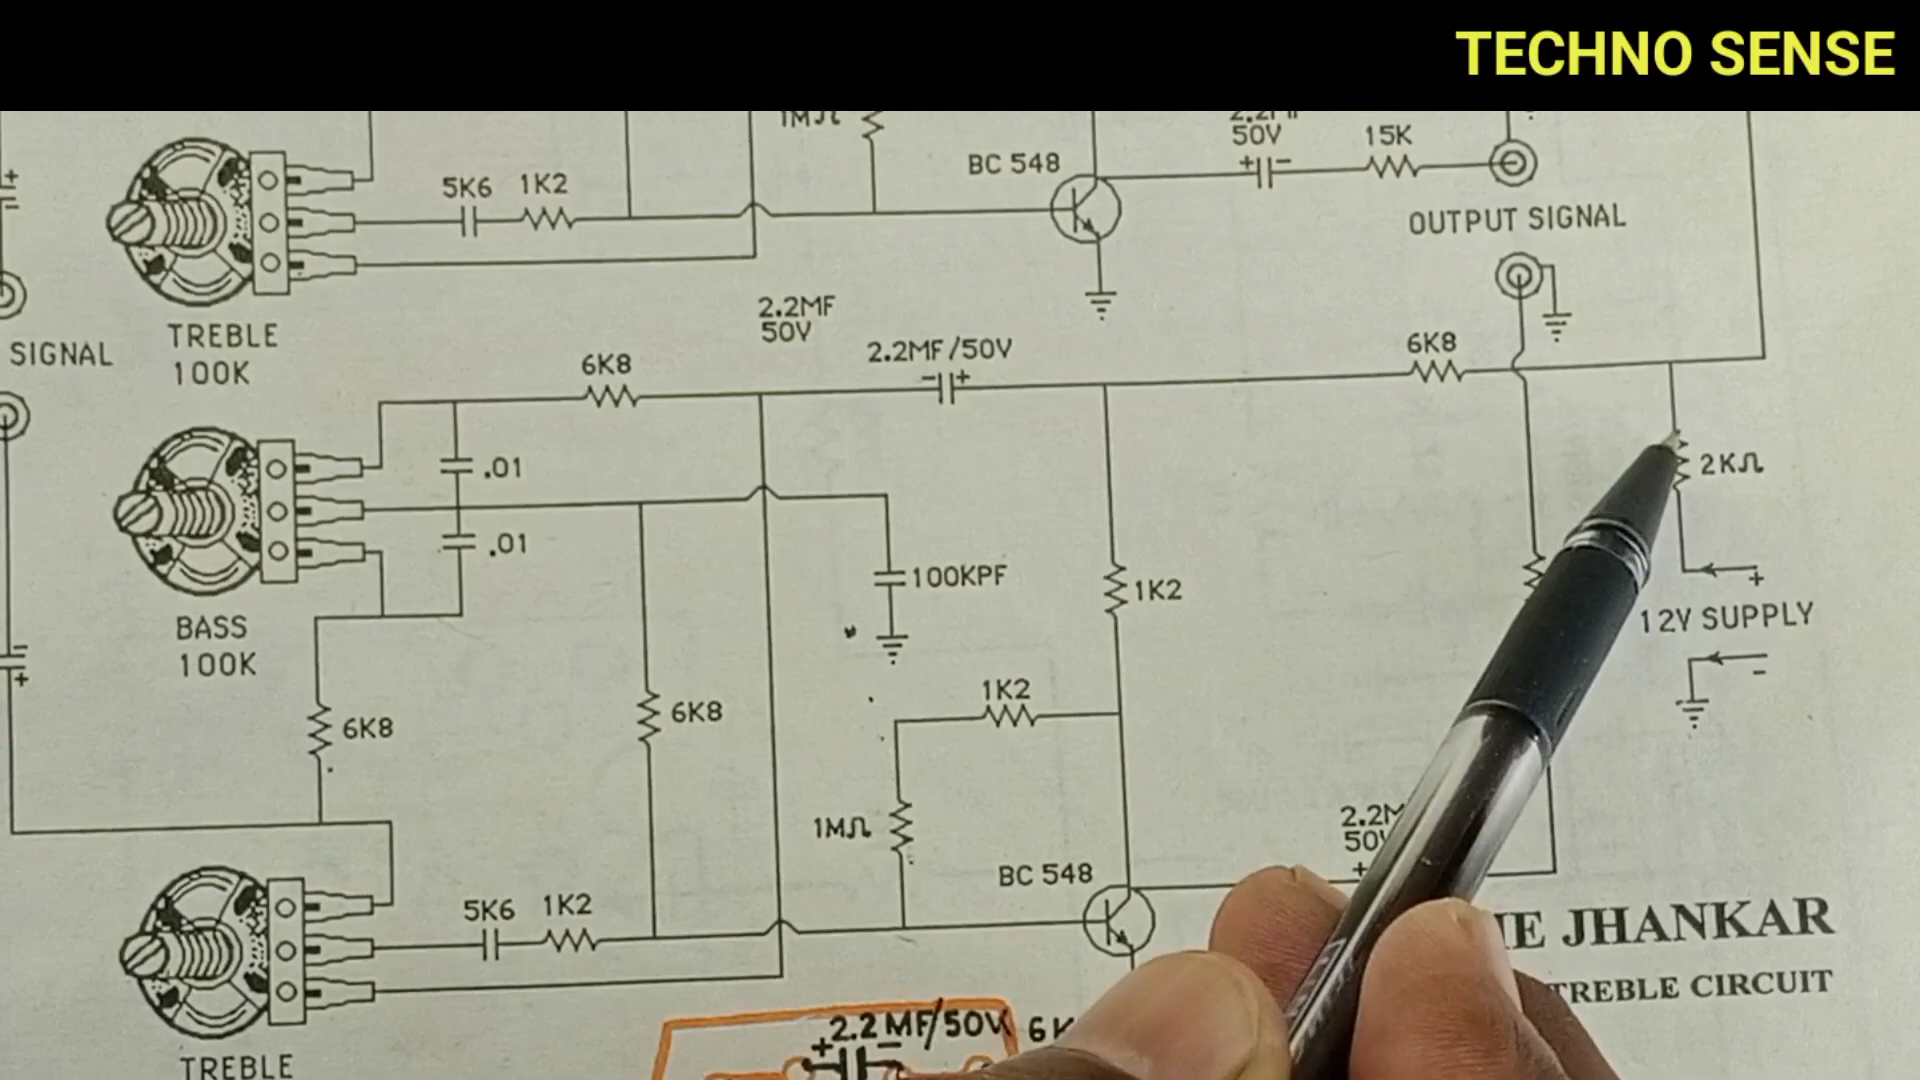 TECHNO SENSE
1MΩ
BC 548
50V
+ -
15K
5K6 1K2
OUTPUT SIGNAL
TREBLE
100K
SIGNAL
2.2MF
50V
2.2MF/50V
- +
6K8
6K8
.01
.01
2KΩ
100KPF
1K2
+
12V SUPPLY
-
BASS
100K
6K8
6K8
1K2
1MΩ
BC 548
50
+
5K6 1K2
JHANKAR
TREBLE CIRCUIT
2.2MF/50V
+ -
TREBLE